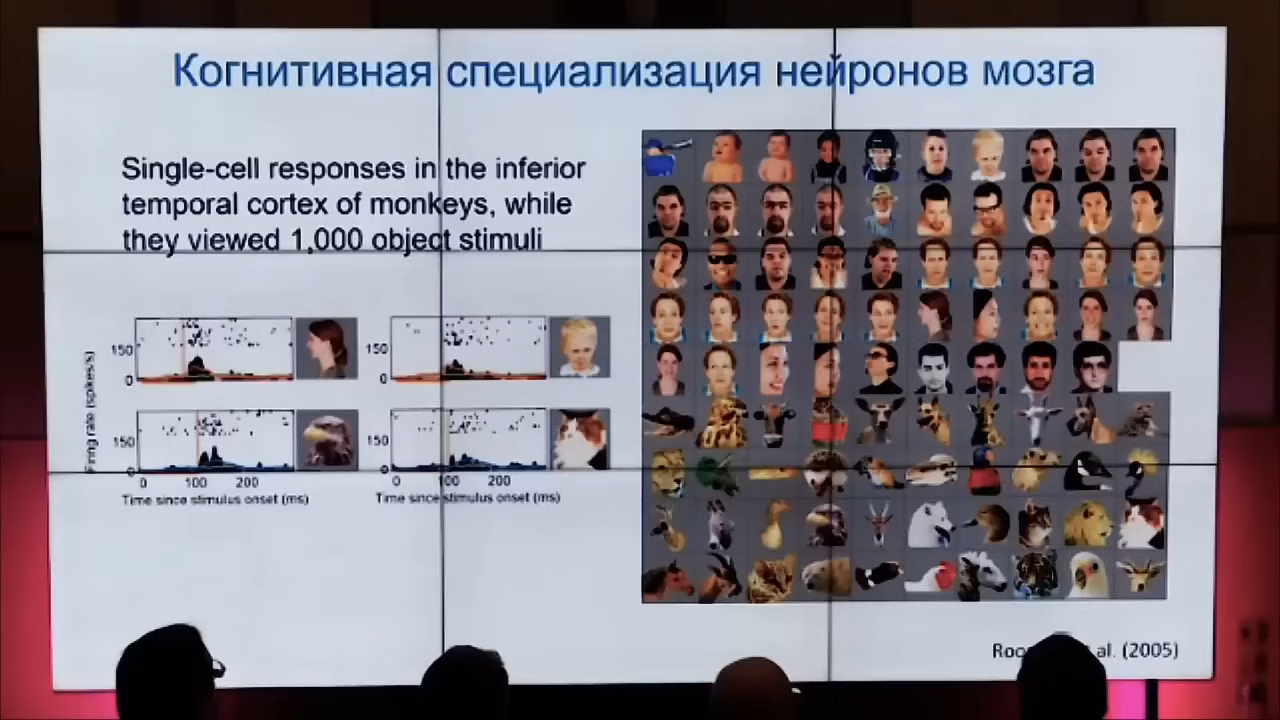 Когнитивная специализация нейронов мозга
Single-cell responses in the inferior
temporal cortex of monkeys, while
they viewed 1,000 object stimuli
Firing rate (spikes/s)
150
0
150
0
150
0
150
0
0 100 200
0 100 200
Time since stimulus onset (ms)
Time since stimulus onset (ms)
al. (2005)